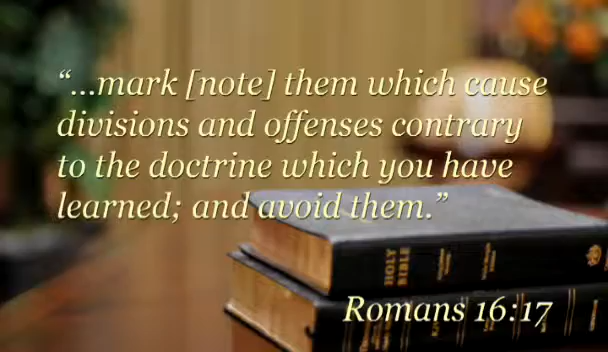 “...mark [note] them which cause
divisions and offenses contrary
to the doctrine which you have
learned; and avoid them.”
HOLY
BIBLE
Romans 16:17